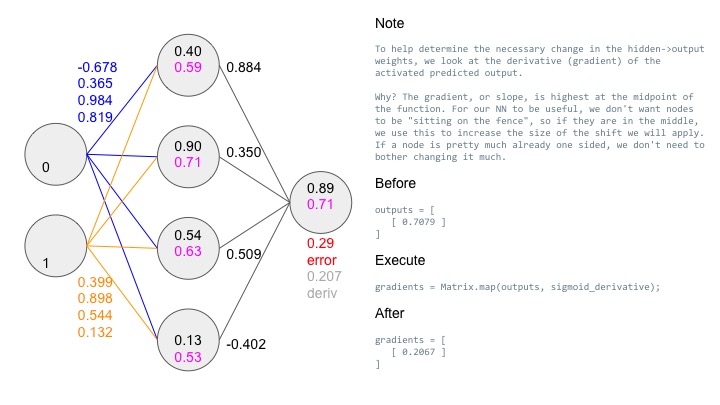 -0.678
0.365
0.984
0.819
0
1
0.399
0.898
0.544
0.132
0.40
0.59
0.884
0.90
0.71
0.350
0.54
0.63
0.509
0.13
0.53
-0.402
0.89
0.71
0.29
error
0.207
deriv
Note
To help determine the necessary change in the hidden->output
weights, we look at the derivative (gradient) of the
activated predicted output.
Why? The gradient, or slope, is highest at the midpoint of
the function. For our NN to be useful, we don't want nodes
to be "sitting on the fence", so if they are in the middle,
we use this to increase the size of the shift we will apply.
If a node is pretty much already one sided, we don't need to
bother changing it much.
Before
outputs = [
[ 0.7079 ]
]
Execute
gradients = Matrix.map(outputs, sigmoid_derivative);
After
gradients = [
[ 0.2067 ]
]